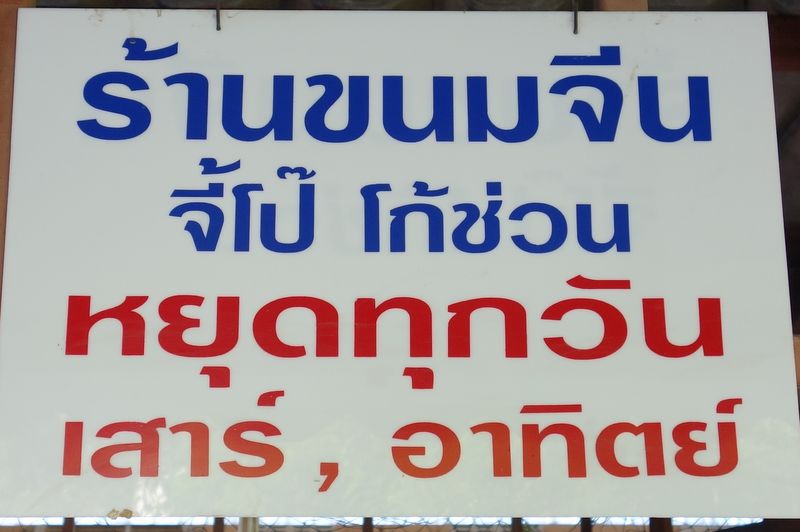 ร้านขนมจีน
จี้โป๊ โก้ช่วน
หยุดทุกวัน
เสาร์ , อาทิตย์